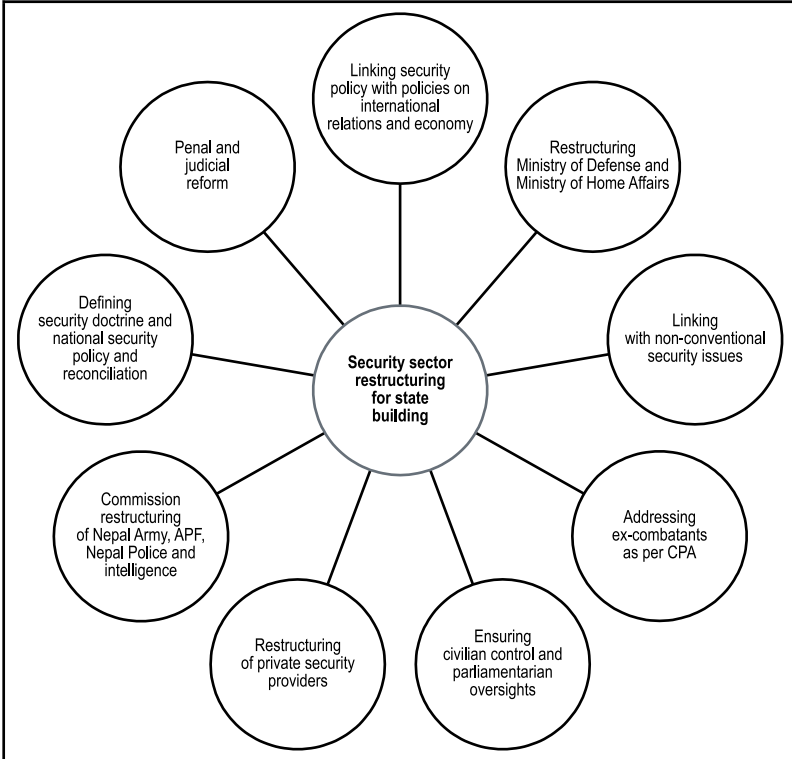 Linking security
policy with policies on
international
relations and economy
Restructuring
Ministry of Defense and
Ministry of Home Affairs
Linking
with non-conventional
security issues
Addressing
ex-combatants
as per CPA
Ensuring
civilian control and
parliamentarian
oversights
Restructuring
of private security
providers
Commission
restructuring
of Nepal Army, APF,
Nepal Police and
intelligence
Defining
security doctrine and
national security
policy and
reconciliation
Penal and
judicial
reform
Security sector
restructuring
for state
building